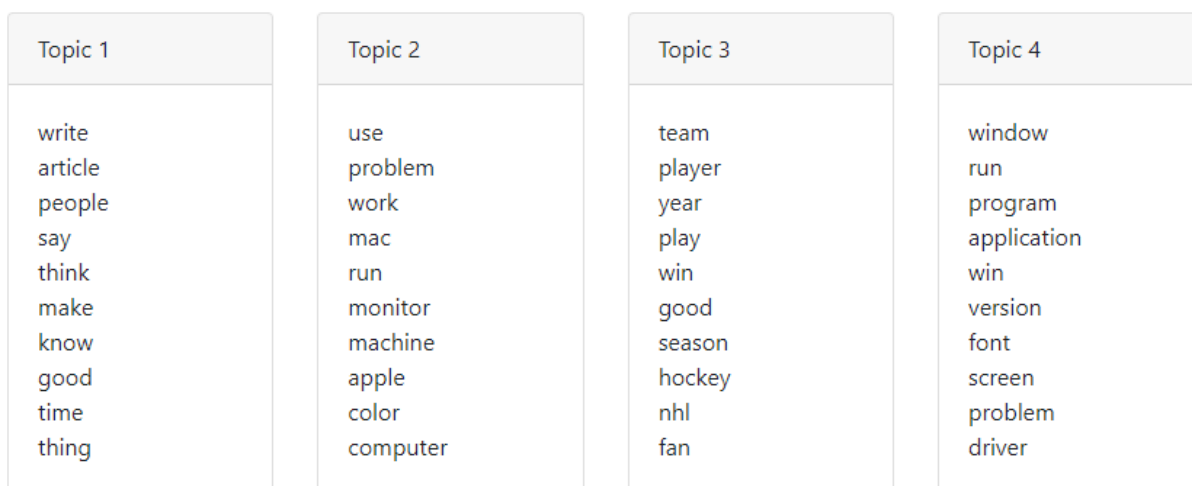 Topic 1
write
article
people
say
think
make
know
good
time
thing
Topic 2
use
problem
work
mac
run
monitor
machine
apple
color
computer
Topic 3
team
player
year
play
win
good
season
hockey
nhl
fan
Topic 4
window
run
program
application
win
version
font
screen
problem
driver